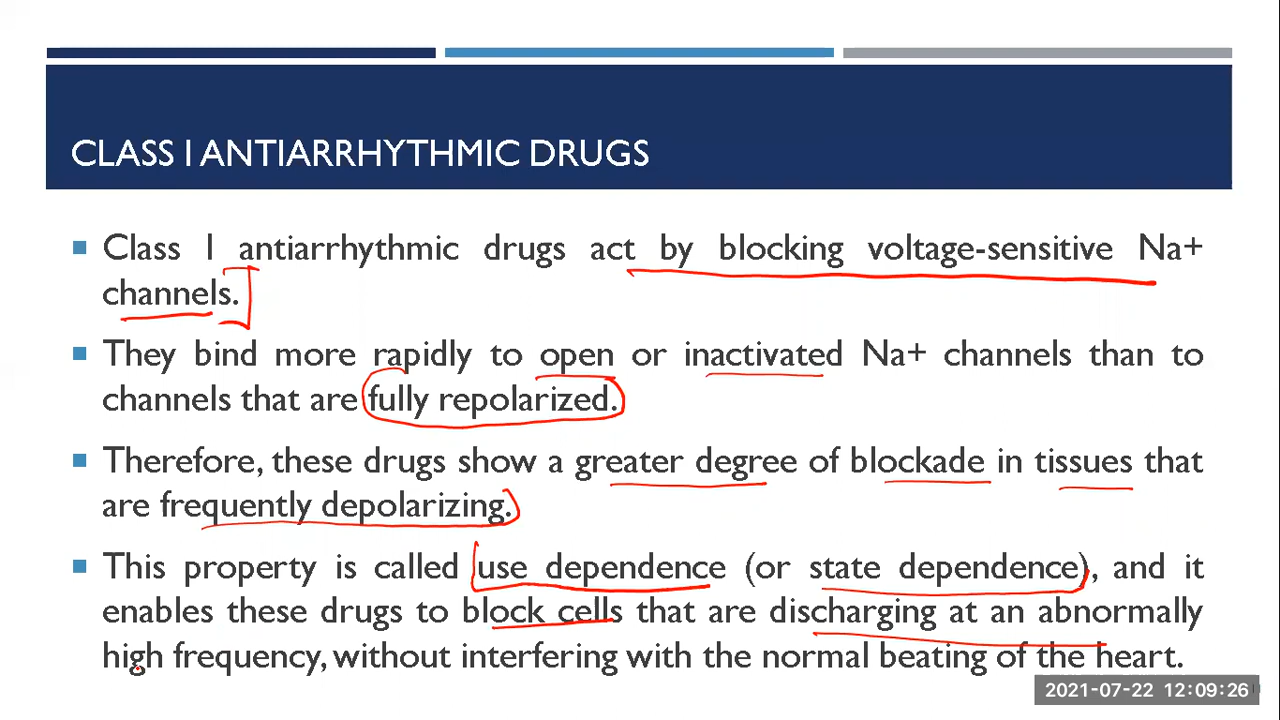 CLASS I ANTIARRHYTHMIC DRUGS
Class I antiarrhythmic drugs act by blocking voltage-sensitive Na+
channels.
They bind more rapidly to open or inactivated Na+ channels than to
channels that are fully repolarized.
Therefore, these drugs show a greater degree of blockade in tissues that
are frequently depolarizing.
This property is called use dependence (or state dependence), and it
enables these drugs to block cells that are discharging at an abnormally
high frequency, without interfering with the normal beating of the heart.
2021-07-22 12:09:26